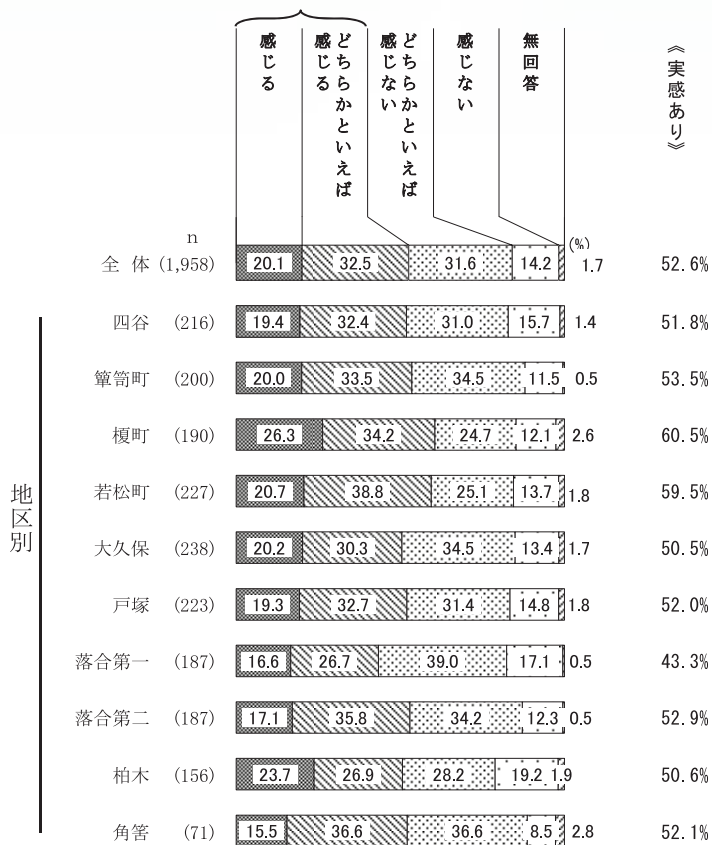 感じる
どちらかといえば
感じる
どちらかといえば
感じない
感じない
無回答
《実感あり》
n
(%)
全 体 (1,958) 20.1 32.5 31.6 14.2 1.7 52.6%
地区別
四谷 (216) 19.4 32.4 31.0 15.7 1.4 51.8%
簞笥町 (200) 20.0 33.5 34.5 11.5 0.5 53.5%
榎町 (190) 26.3 34.2 24.7 12.1 2.6 60.5%
若松町 (227) 20.7 38.8 25.1 13.7 1.8 59.5%
大久保 (238) 20.2 30.3 34.5 13.4 1.7 50.5%
戸塚 (223) 19.3 32.7 31.4 14.8 1.8 52.0%
落合第一 (187) 16.6 26.7 39.0 17.1 0.5 43.3%
落合第二 (187) 17.1 35.8 34.2 12.3 0.5 52.9%
柏木 (156) 23.7 26.9 28.2 19.2 1.9 50.6%
角筈 (71) 15.5 36.6 36.6 8.5 2.8 52.1%